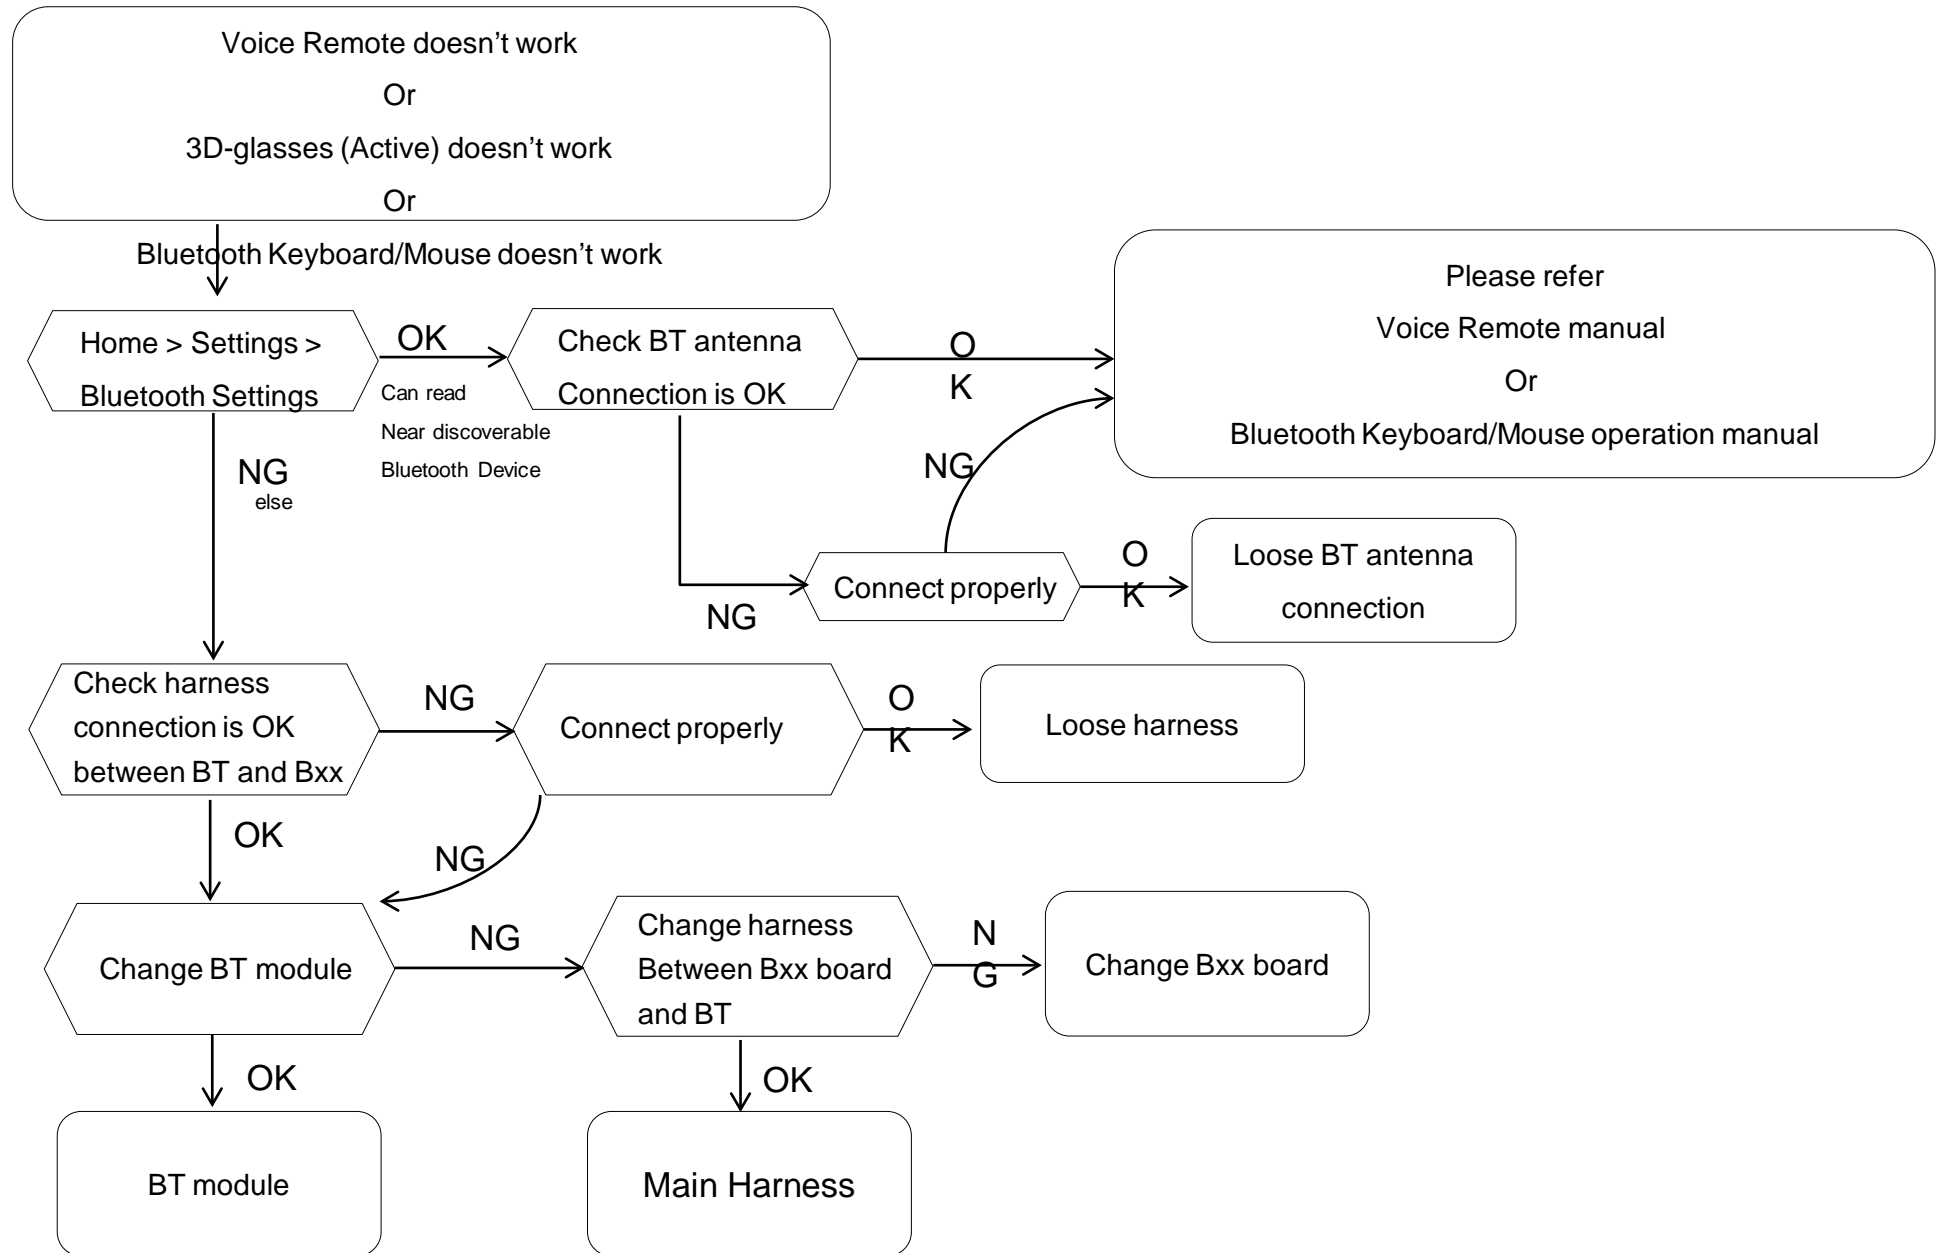 Voice Remote doesn’t work
Or
3D-glasses (Active) doesn’t work
Or
Bluetooth Keyboard/Mouse doesn’t work
Home > Settings >
Bluetooth Settings
OK
Can read
Near discoverable
Bluetooth Device
Check BT antenna
Connection is OK
O
K
Please refer
Voice Remote manual
Or
Bluetooth Keyboard/Mouse operation manual
NG
else
NG
NG
Connect properly
O
K
Loose BT antenna
connection
Check harness
connection is OK
between BT and Bxx
NG
Connect properly
O
K
Loose harness
OK
NG
Change BT module
NG
Change harness
Between Bxx board
and BT
N
G
Change Bxx board
OK
OK
BT module
Main Harness